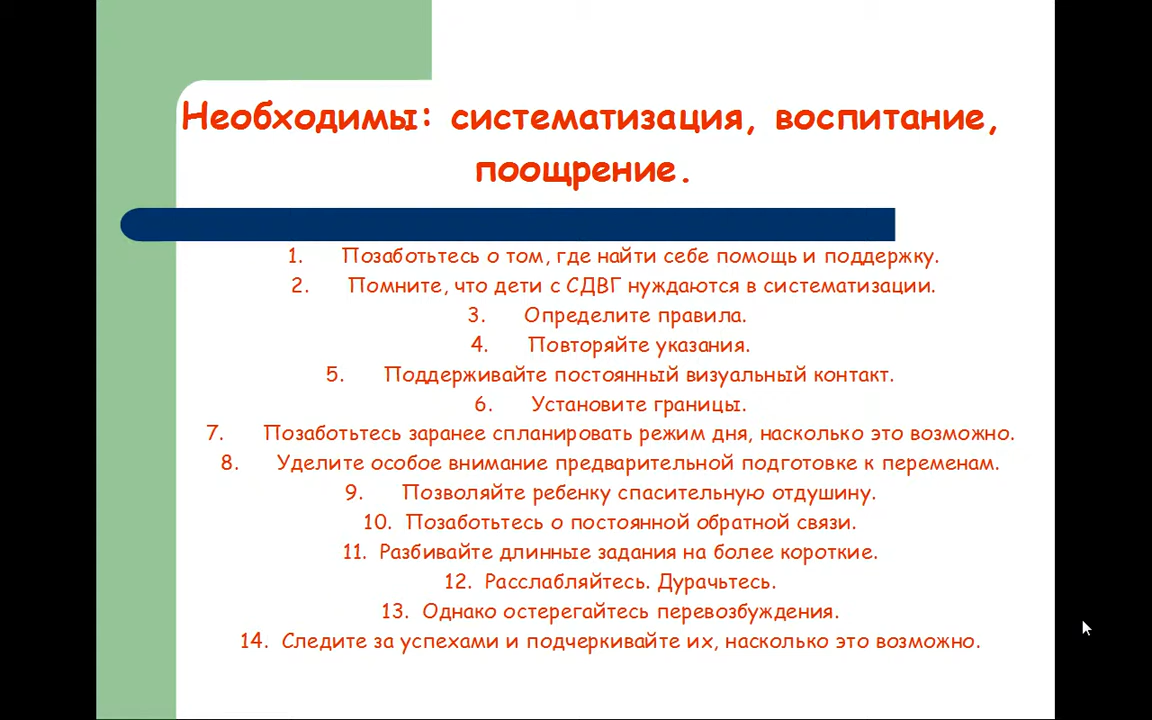 Необходимы: систематизация, воспитание,
поощрение.
1. Позаботьтесь о том, где найти себе помощь и поддержку.
2. Помните, что дети с СДВГ нуждаются в систематизации.
3. Определите правила.
4. Повторяйте указания.
5. Поддерживайте постоянный визуальный контакт.
6. Установите границы.
7. Позаботьтесь заранее спланировать режим дня, насколько это возможно.
8. Уделите особое внимание предварительной подготовке к переменам.
9. Позволяйте ребенку спасительную отдушину.
10. Позаботьтесь о постоянной обратной связи.
11. Разбивайте длинные задания на более короткие.
12. Расслабляйтесь. Дурачьтесь.
13. Однако остерегайтесь перевозбуждения.
14. Следите за успехами и подчеркивайте их, насколько это возможно.